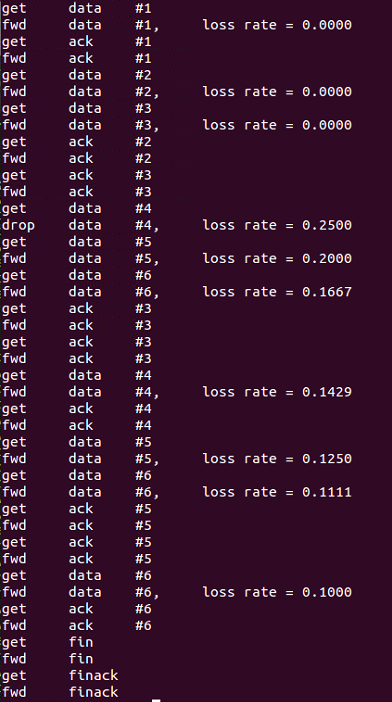 get data #1
fwd data #1, loss rate = 0.0000
get ack #1
fwd ack #1
get data #2
fwd data #2, loss rate = 0.0000
get data #3
fwd data #3, loss rate = 0.0000
get ack #2
fwd ack #2
get ack #3
fwd ack #3
get data #4
drop data #4, loss rate = 0.2500
get data #5
fwd data #5, loss rate = 0.2000
get data #6
fwd data #6, loss rate = 0.1667
get ack #3
fwd ack #3
get ack #3
fwd ack #3
get data #4
fwd data #4, loss rate = 0.1429
get ack #4
fwd ack #4
get data #5
fwd data #5, loss rate = 0.1250
get data #6
fwd data #6, loss rate = 0.1111
get ack #5
fwd ack #5
get ack #5
fwd ack #5
get data #6
fwd data #6, loss rate = 0.1000
get ack #6
fwd ack #6
get fin
fwd fin
get finack
fwd finack